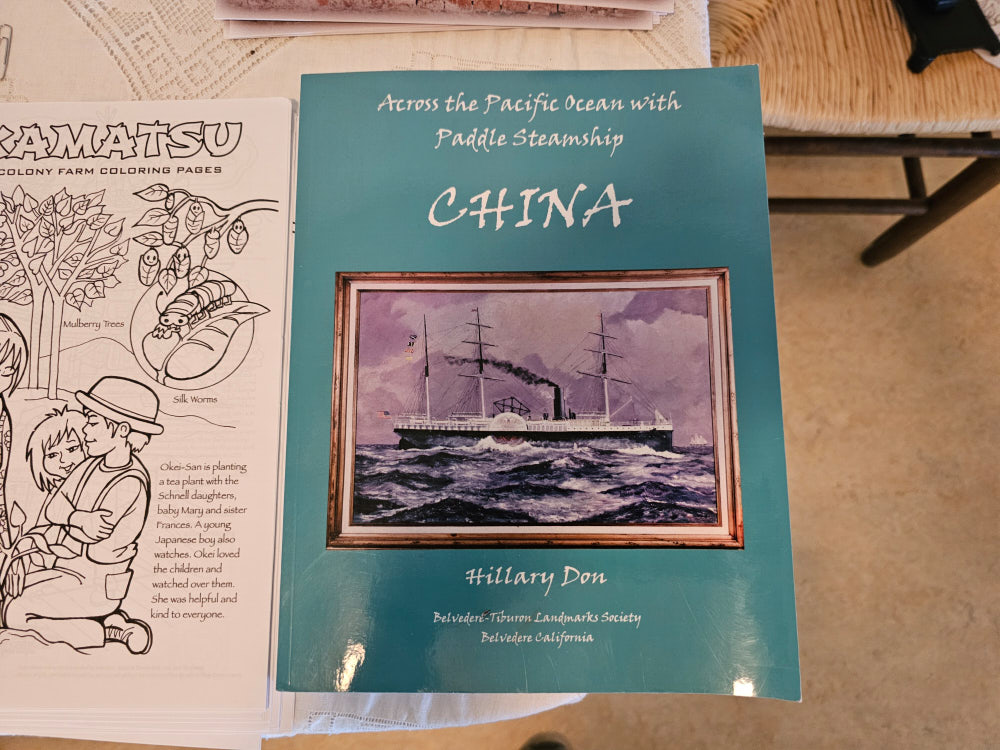 KAMATSU
COLONY FARM COLORING PAGES
Mulberry Trees
Silk Worms
Okei-San is planting
a tea plant with the
Schnell daughters,
baby Mary and sister
Frances. A young
Japanese boy also
watches. Okei loved
the children and
watched over them.
She was helpful and
kind to everyone.
Across the Pacific Ocean with
Paddle Steamship
CHINA
Hillary Don
Belvedere-Tiburon Landmarks Society
Belvedere California